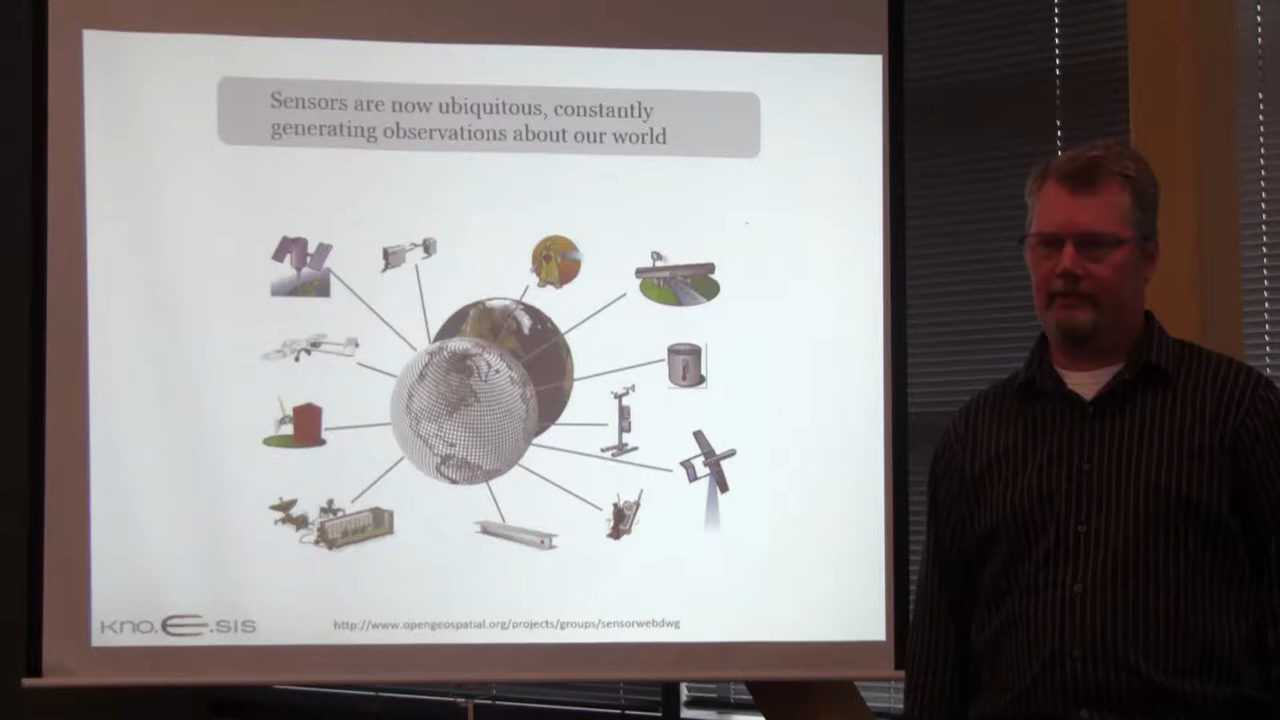 Sensors are now ubiquitous, constantly
generating observations about our world
kno.e.sis
http://www.opengeospatial.org/projects/groups/sensorwebdwg